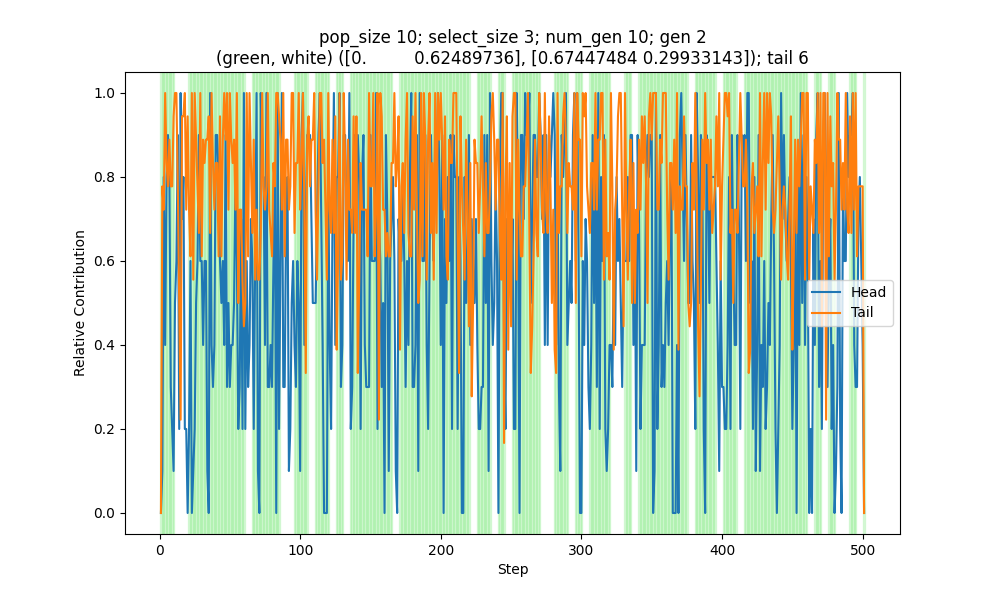 pop_size 10; select_size 3; num_gen 10; gen 2
(green, white) ([0.         0.62489736], [0.67447484 0.29933143]); tail 6
1.0
0.8
0.6
0.4
0.2
0.0
Relative Contribution
Head
Tail
0
100
200
300
400
500
Step